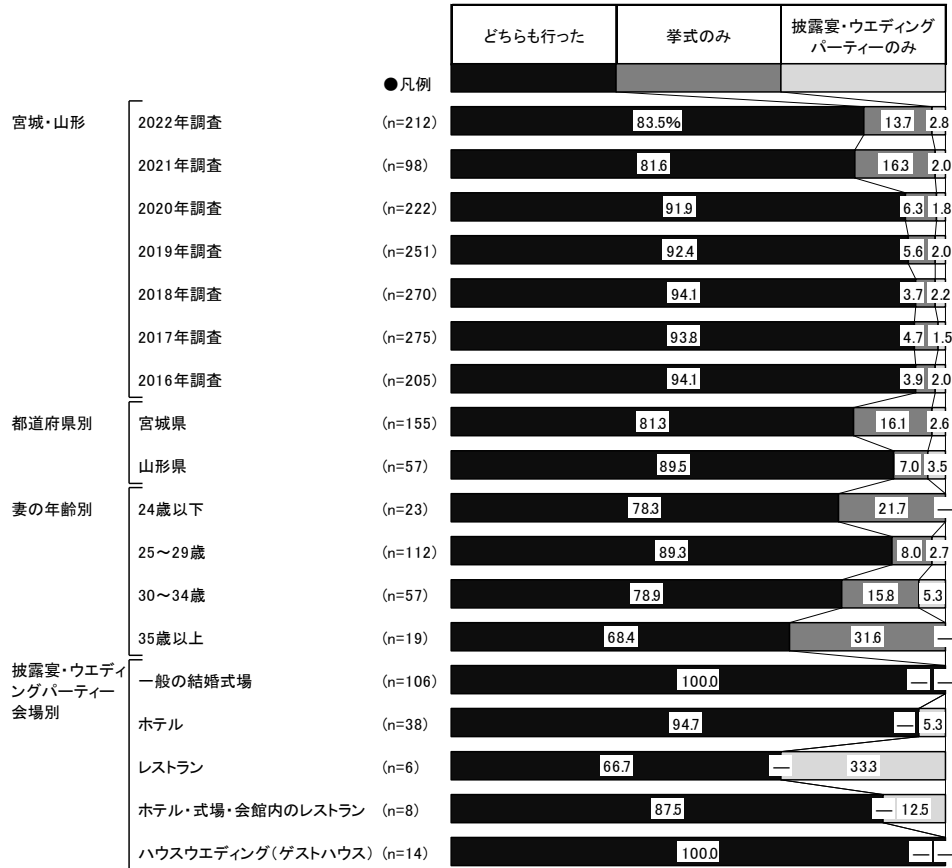 どちらも行った 挙式のみ 披露宴・ウエディング
パーティーのみ
●凡例
宮城・山形 2022年調査 (n=212) 83.5% 13.7 2.8
2021年調査 (n=98) 81.6 16.3 2.0
2020年調査 (n=222) 91.9 6.3 1.8
2019年調査 (n=251) 92.4 5.6 2.0
2018年調査 (n=270) 94.1 3.7 2.2
2017年調査 (n=275) 93.8 4.7 1.5
2016年調査 (n=205) 94.1 3.9 2.0
都道府県別 宮城県 (n=155) 81.3 16.1 2.6
山形県 (n=57) 89.5 7.0 3.5
妻の年齢別 24歳以下 (n=23) 78.3 21.7 ―
25～29歳 (n=112) 89.3 8.0 2.7
30～34歳 (n=57) 78.9 15.8 5.3
35歳以上 (n=19) 68.4 31.6 ―
披露宴・ウエディ
ングパーティー
会場別
一般の結婚式場 (n=106) 100.0 ― ―
ホテル (n=38) 94.7 ― 5.3
レストラン (n=6) 66.7 ― 33.3
ホテル・式場・会館内のレストラン (n=8) 87.5 ― 12.5
ハウスウエディング（ゲストハウス） (n=14) 100.0 ― ―